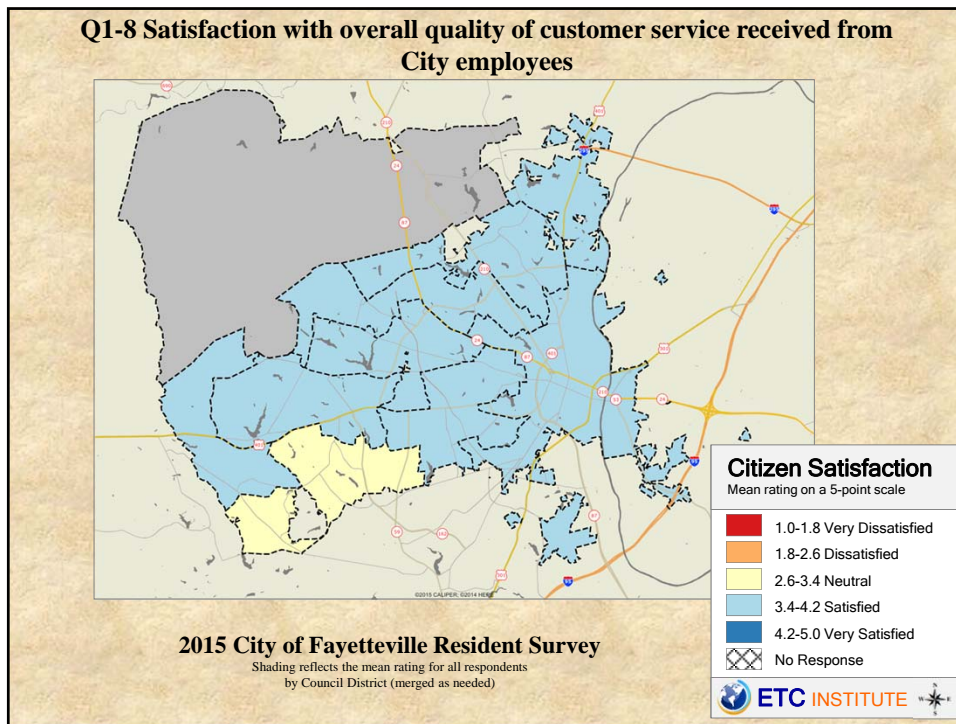 Q1-8 Satisfaction with overall quality of customer service received from
City employees
©2015 CALIPER; ©2014 HERE
Citizen Satisfaction
Mean rating on a 5-point scale
1.0-1.8 Very Dissatisfied
1.8-2.6 Dissatisfied
2.6-3.4 Neutral
3.4-4.2 Satisfied
4.2-5.0 Very Satisfied
No Response
2015 City of Fayetteville Resident Survey
Shading reflects the mean rating for all respondents
by Council District (merged as needed)
ETC INSTITUTE